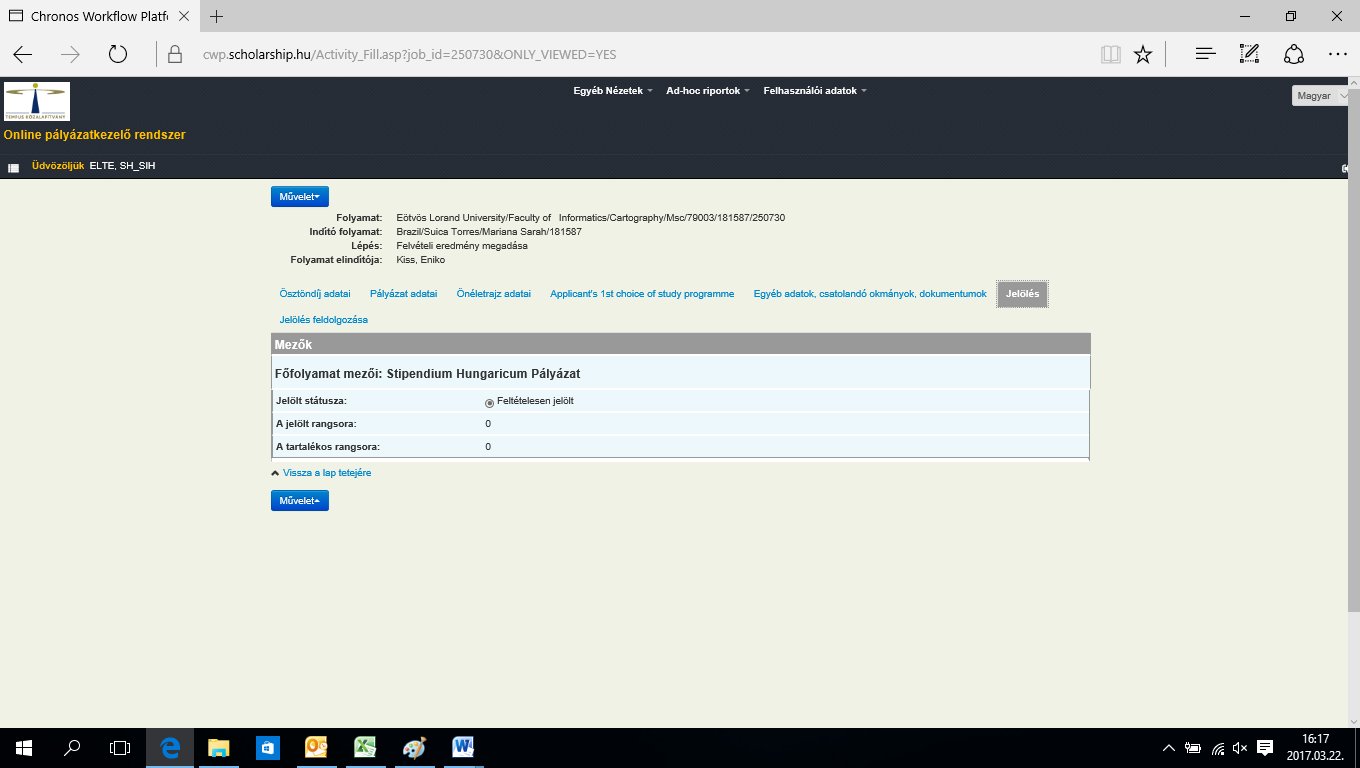 Chronos Workflow Platf
cwp.scholarship.hu/Activity_Fill.asp?job_id=250730&ONLY_VIEWED=YES
TEMPUS KÖZALAPÍTVÁNY
Egyéb Nézetek Ad-hoc riportok Felhasználói adatok
Magyar
Online pályázatkezelő rendszer
Üdvözöljük ELTE, SH_SIH
Művelet
Folyamat: Eötvös Lorand University/Faculty of Informatics/Cartography/Msc/79003/181587/250730
Indító folyamat: Brazil/Suica Torres/Mariana Sarah/181587
Lépés: Felvételi eredmény megadása
Folyamat elindítója: Kiss, Eniko
Ösztöndíj adatai Pályázat adatai Önéletrajz adatai Applicant's 1st choice of study programme Egyéb adatok, csatolandó okmányok, dokumentumok Jelölés
Jelölés feldolgozása
Mezők
Főfolyamat mezői: Stipendium Hungaricum Pályázat
Jelölt státusza: Feltételesen jelölt
A jelölt rangsora: 0
A tartalékos rangsora: 0
Vissza a lap tetejére
Művelet
16:17
2017.03.22.